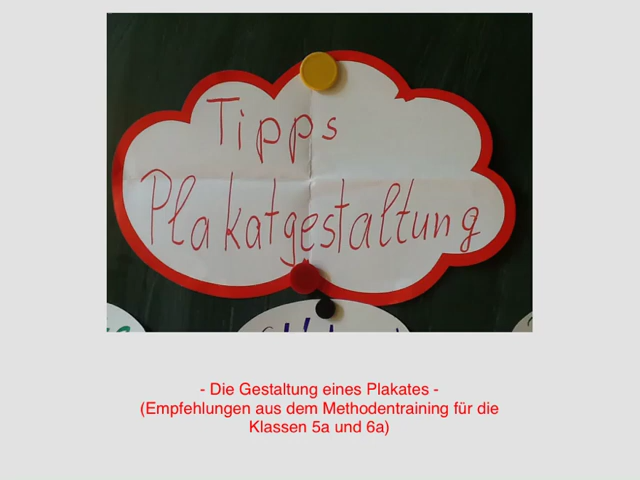 Tipps
Plakatgestaltung
- Die Gestaltung eines Plakates -
(Empfehlungen aus dem Methodentraining für die
Klassen 5a und 6a)